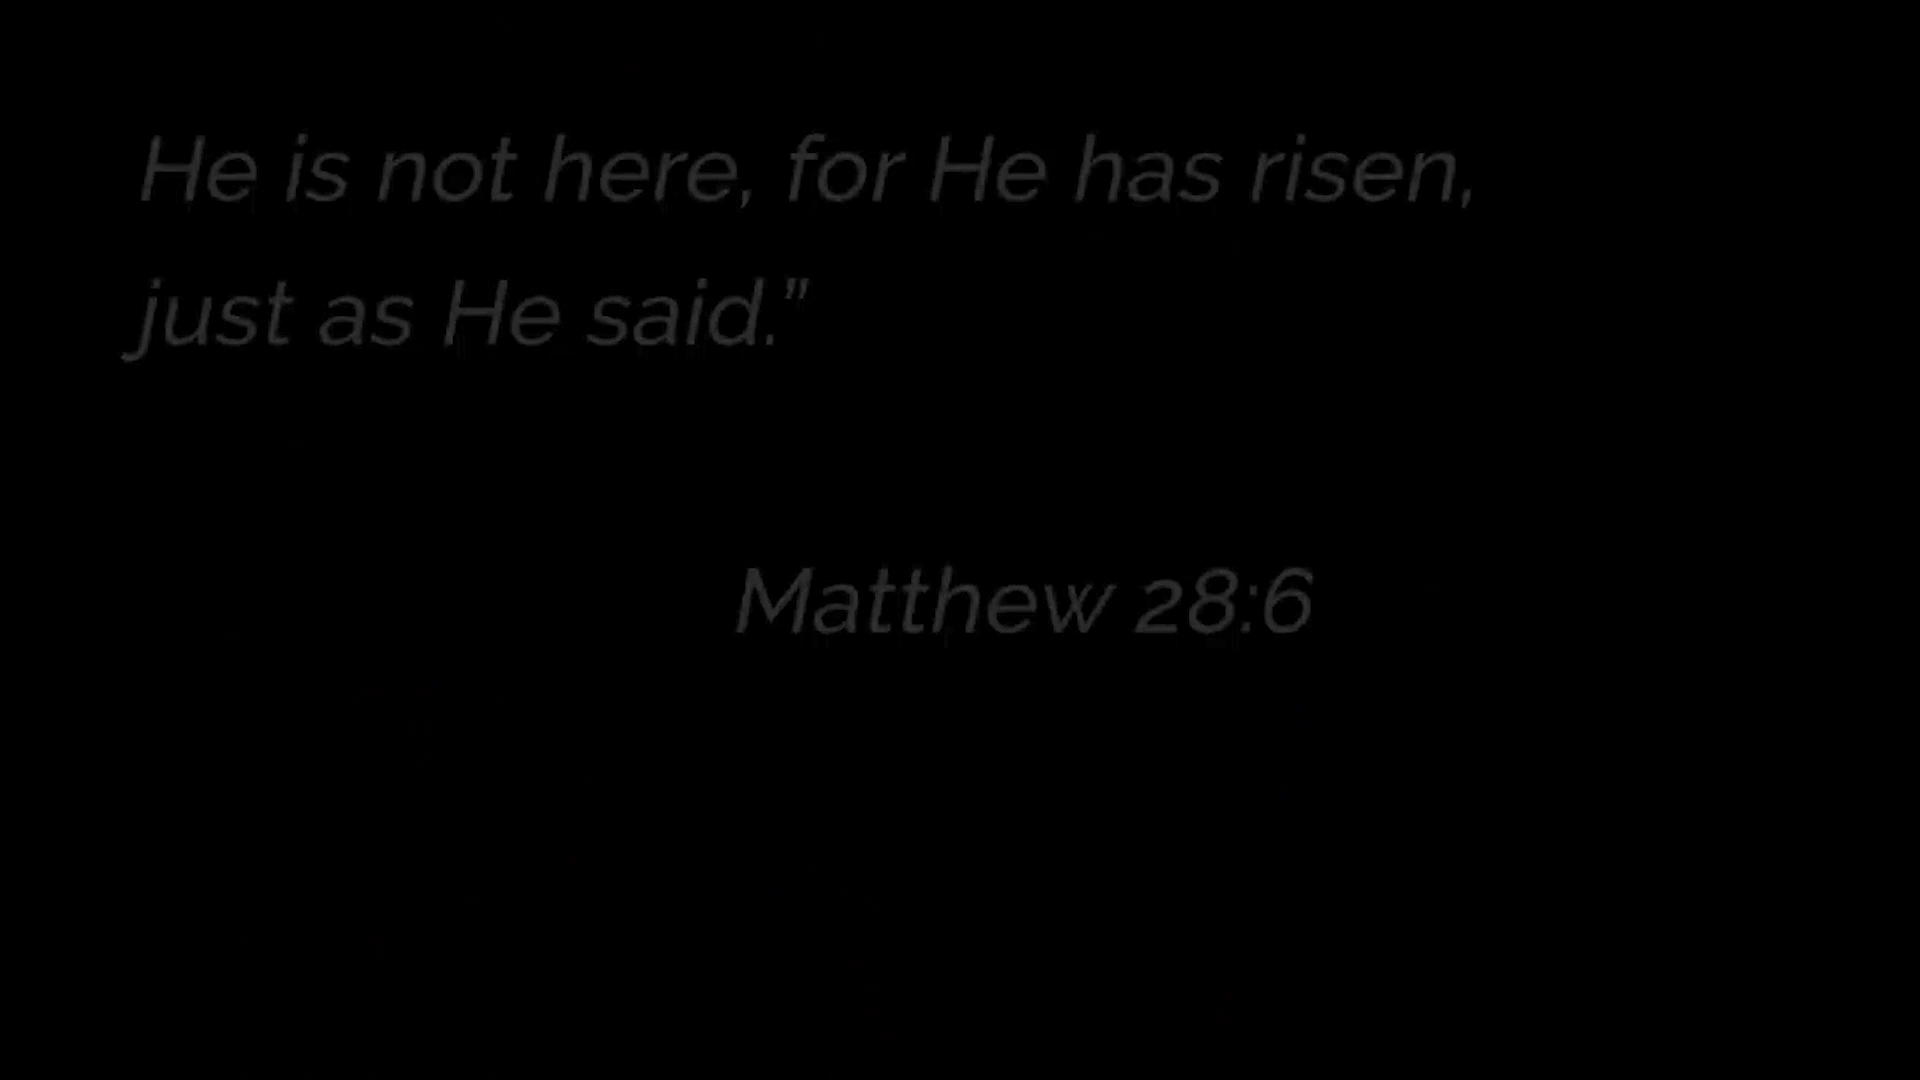 He is not here, for He has risen,
just as He said.”
Matthew 28:6